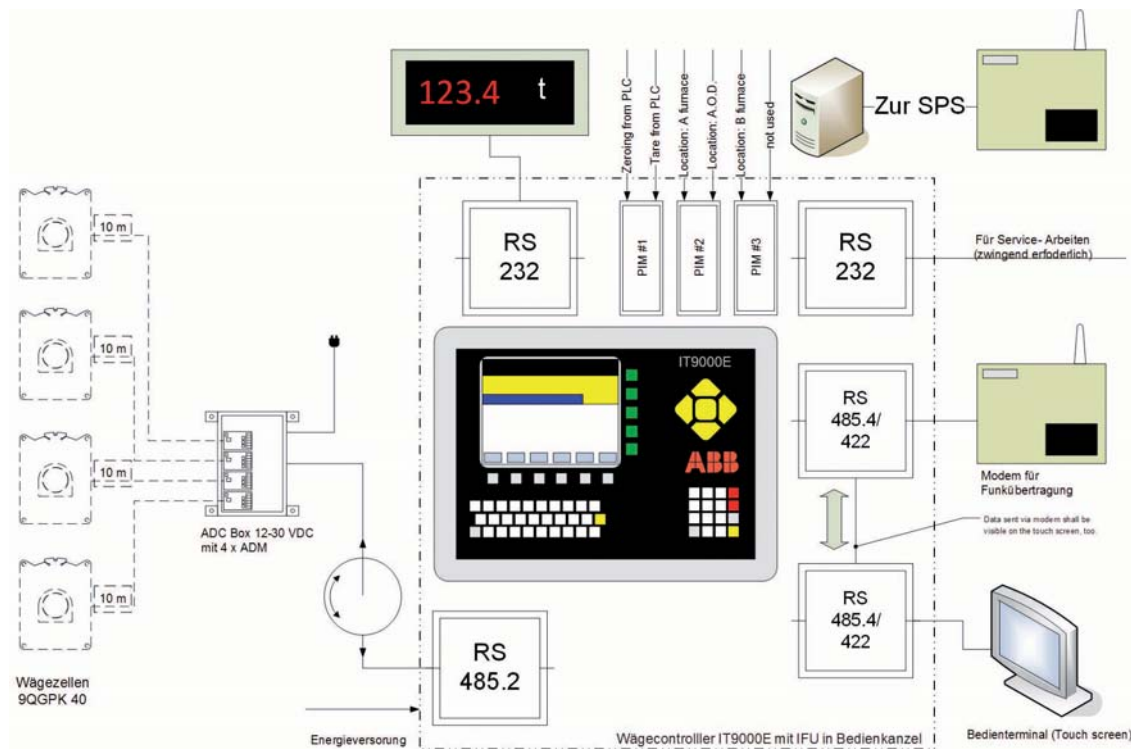 123.4 t
Zeroing from PLC
Tare from PLC
Location: A furnace
Location: A.O.D.
Location: B furnace
not used
Zur SPS
10 m
10 m
10 m
10 m
RS
232
PIM #1
PIM #2
PIM #3
RS
232
Für Service- Arbeiten
(zwingend erfoderlich)
IT9000E
ABB
RS
485.4/
422
Modem für
Funkübertragung
Data sent via modem shall be
visible on the touch screen, too.
ADC Box 12-30 VDC
mit 4 x ADM
RS
485.4/
422
RS
485.2
Wägezellen
9QGPK 40
Energieversorung
Wägecontrolller IT9000E mit IFU in Bedienkanzel
Bedienterminal (Touch screen)